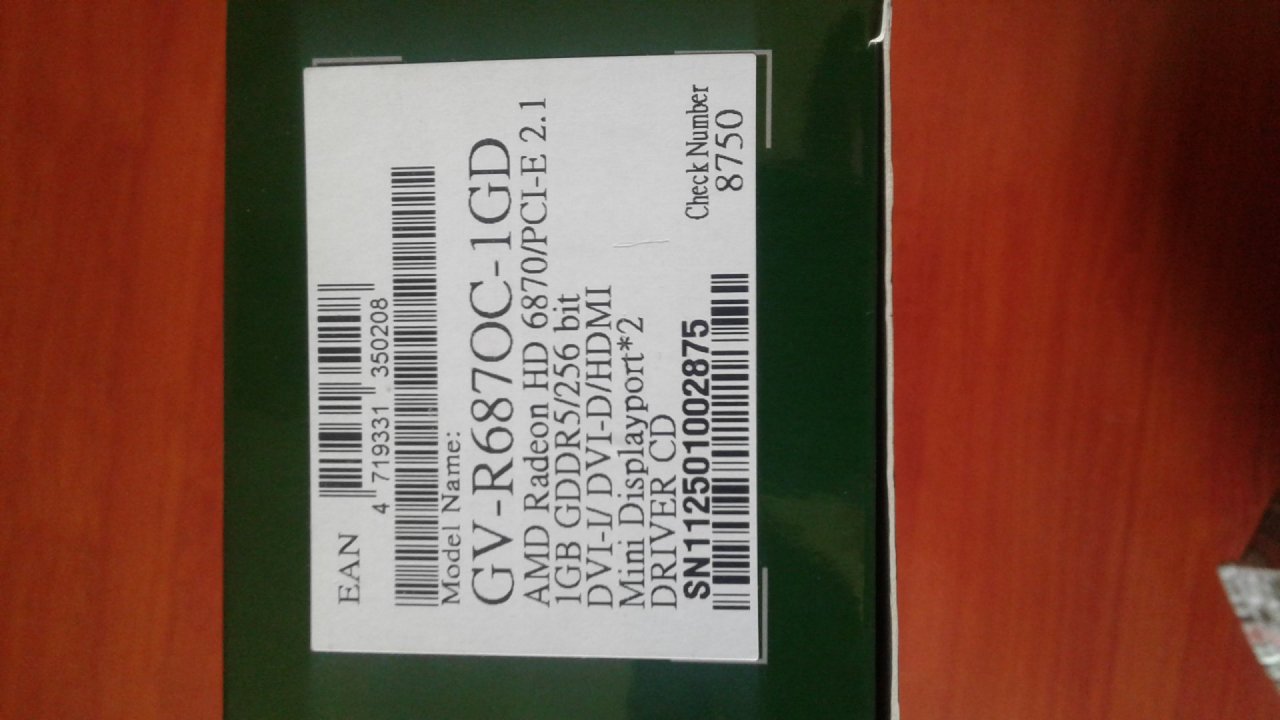 EAN
4 719331 350208
Model Name:
GV-R687OC-1GD
AMD Radeon HD 6870/PCI-E 2.1
1GB GDDR5/256 bit
DVI-I/ DVI-D/HDMI
Mini Displayport*2
DRIVER CD
SN112501002875
Check Number
8750